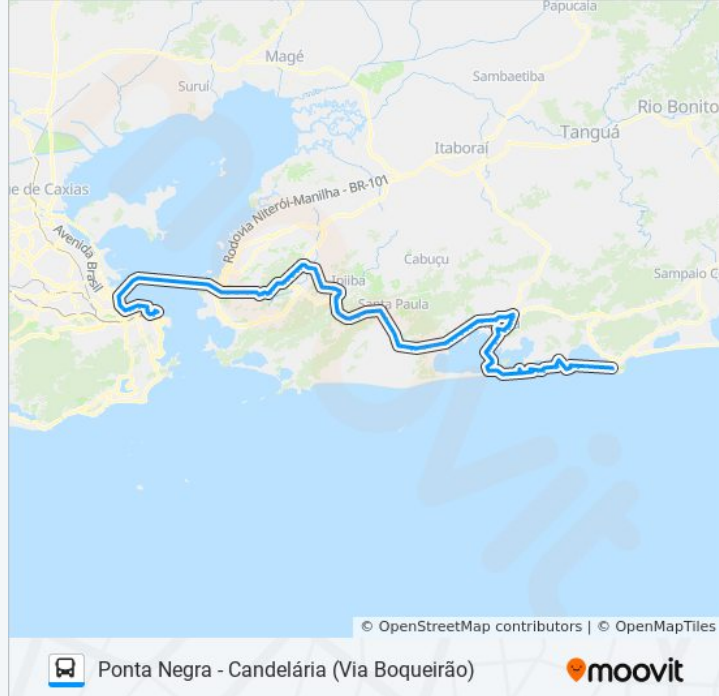 Papucaia
Magé
Suruí
Sambaetiba
Rio Bonito
Tanguá
Itaboraí
ue de Caxias
Rodovia Niterói-Manilha - BR-101
Avenida Brasil
Cabuçu
Sampaio C
Santa Paula
© OpenStreetMap contributors | © OpenMapTiles
Ponta Negra - Candelária (Via Boqueirão)
moovit